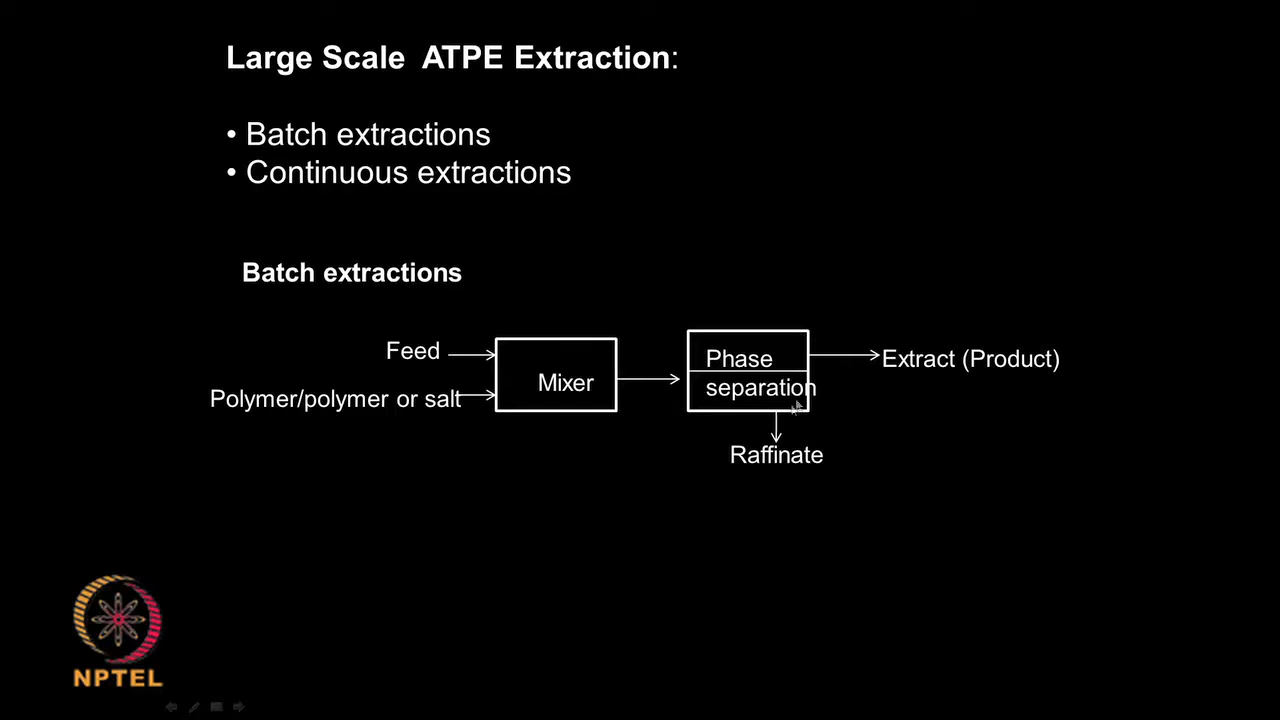 Large Scale ATPE Extraction:
• Batch extractions
• Continuous extractions
Batch extractions
Feed
Polymer/polymer or salt
Mixer
Phase
separation
Extract (Product)
Raffinate
NPTEL